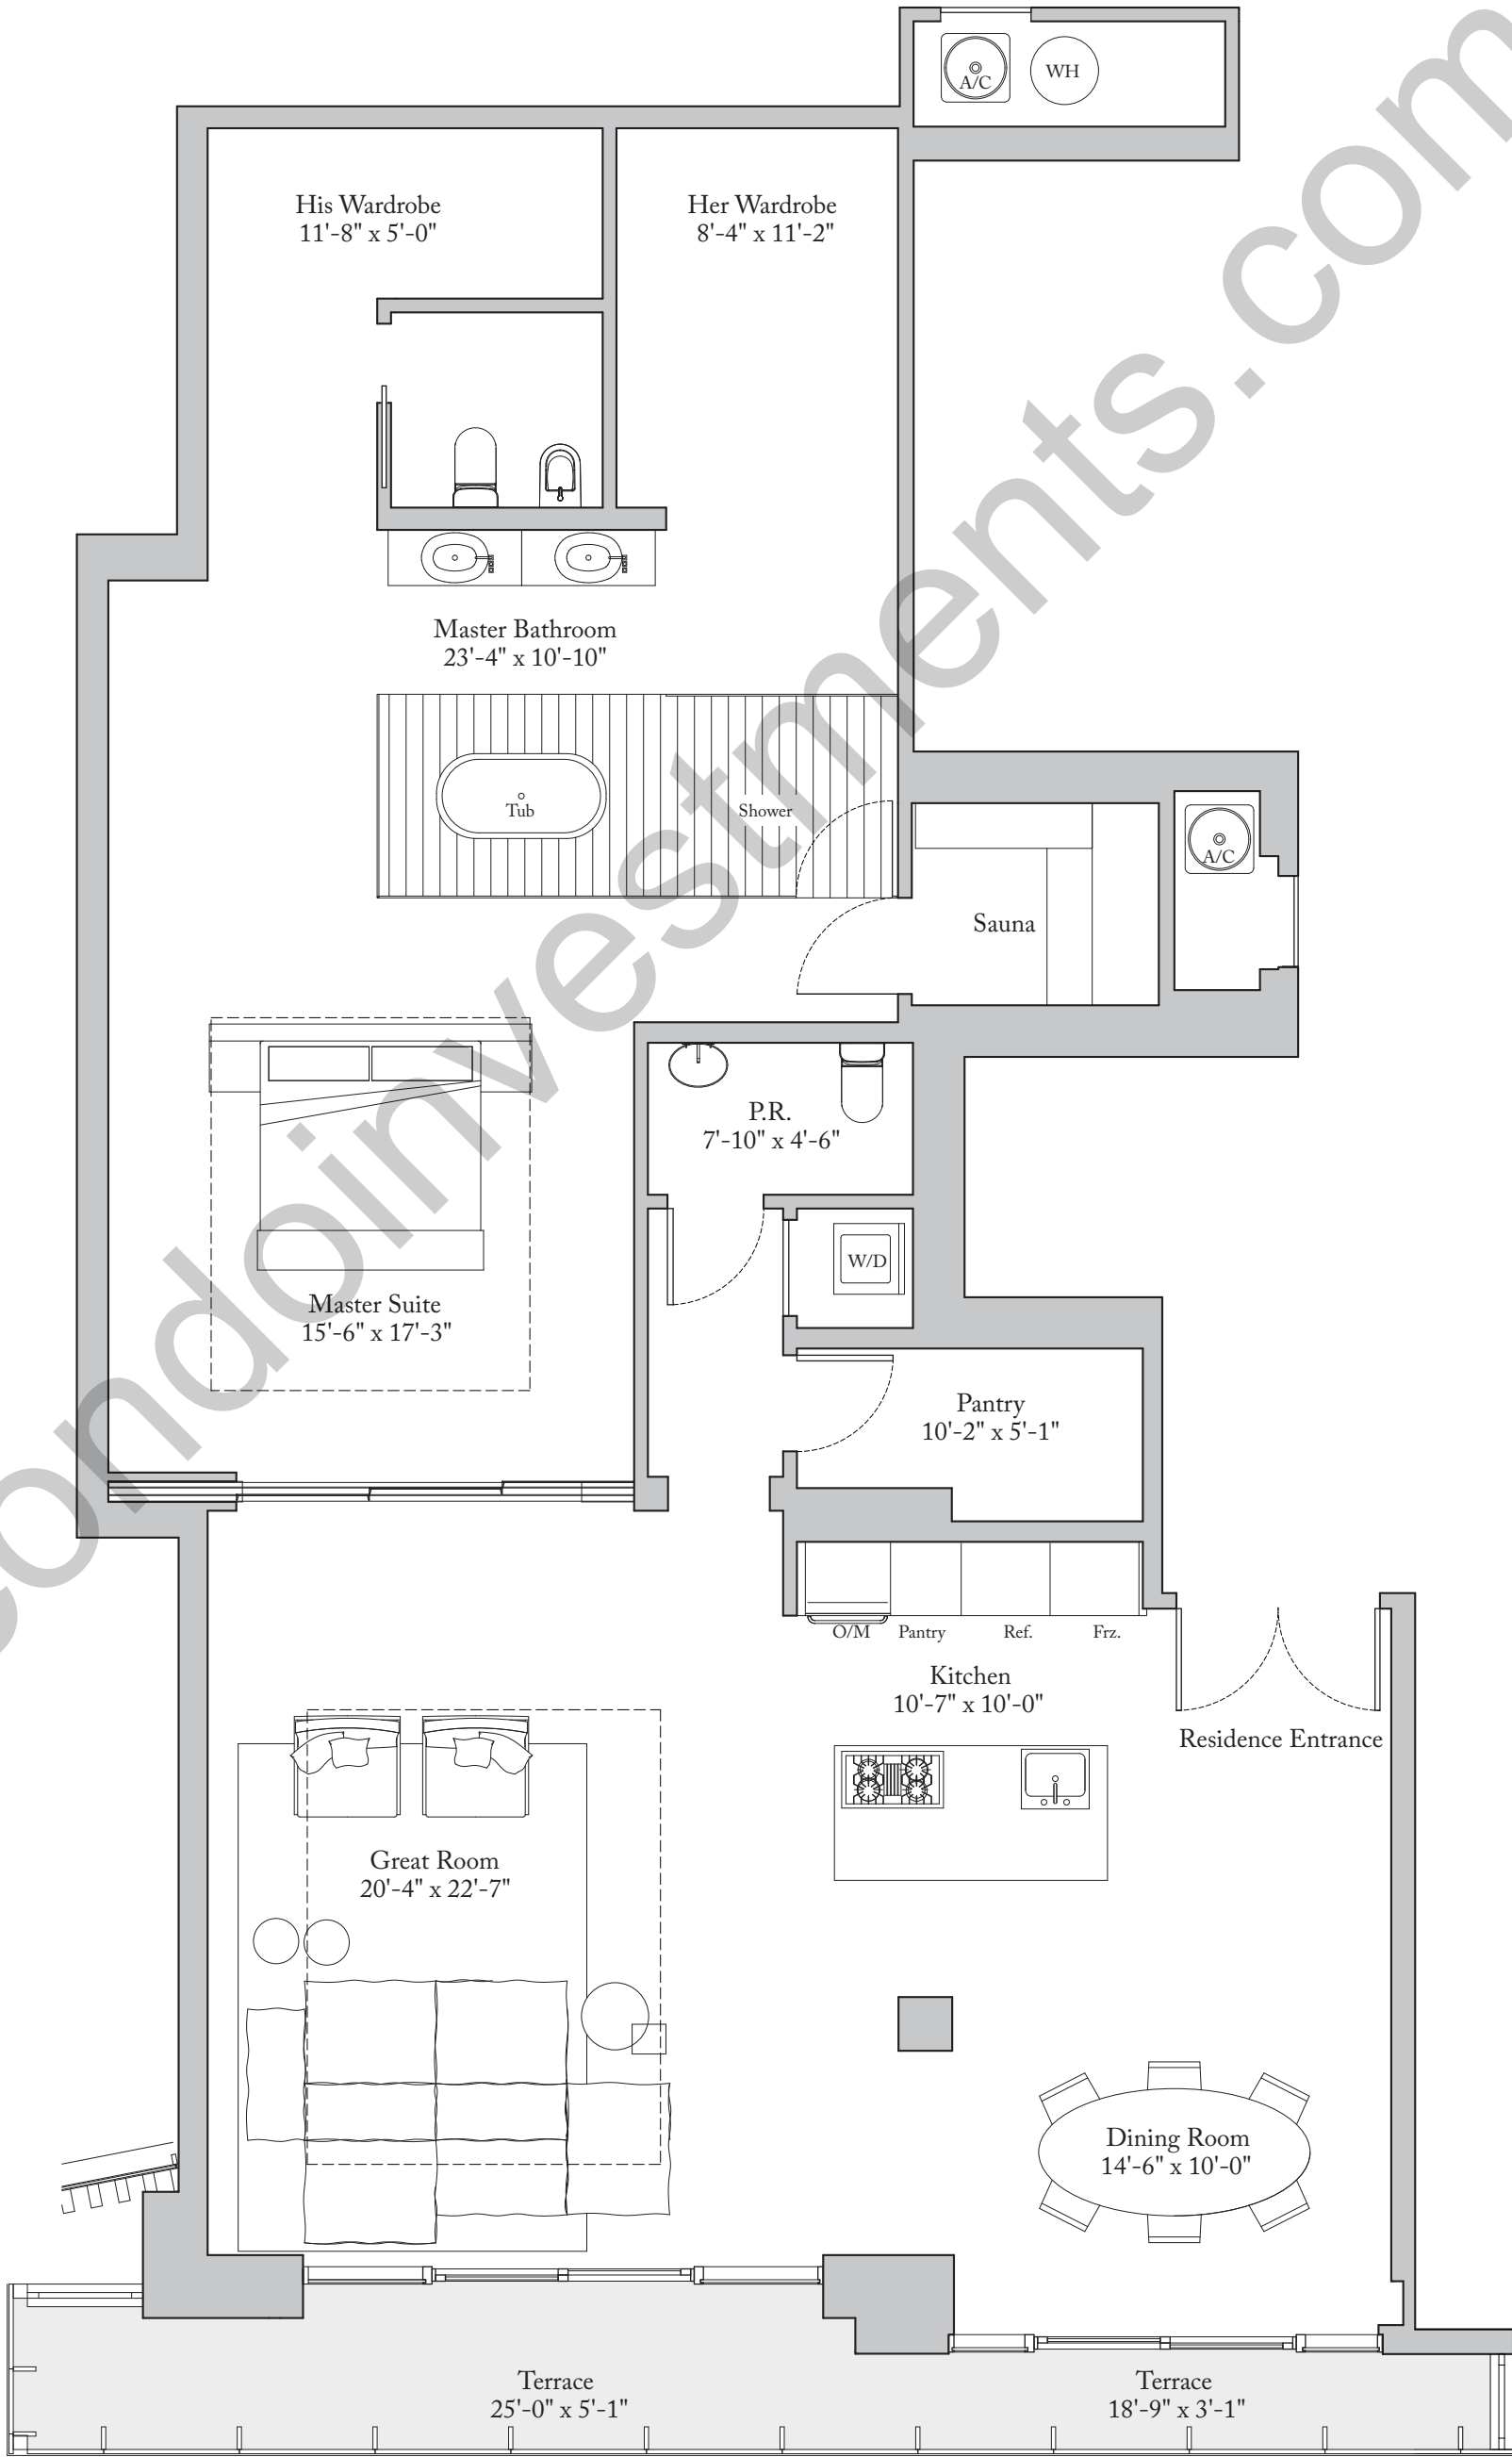 A/C
WH
His Wardrobe
11'-8" x 5'-0"
Her Wardrobe
8'-4" x 11'-2"
Master Bathroom
23'-4" x 10'-10"
Tub
Shower
A/C
Sauna
P.R.
7'-10" x 4'-6"
W/D
Master Suite
15'-6" x 17'-3"
Pantry
10'-2" x 5'-1"
O/M
Pantry
Ref.
Frz.
Kitchen
10'-7" x 10'-0"
Residence Entrance
Great Room
20'-4" x 22'-7"
Dining Room
14'-6" x 10'-0"
Terrace
25'-0" x 5'-1"
Terrace
18'-9" x 3'-1"
condoinvestments.com